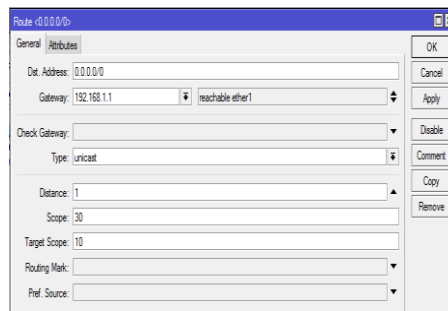 Route <0.0.0.0/0>
General Attributes
OK
Dst. Address: 0.0.0.0/0
Cancel
Gateway: 192.168.1.1 reachable ether1
Apply
Check Gateway:
Disable
Type: unicast
Comment
Copy
Distance: 1
Remove
Scope: 30
Target Scope: 10
Routing Mark:
Pref. Source: